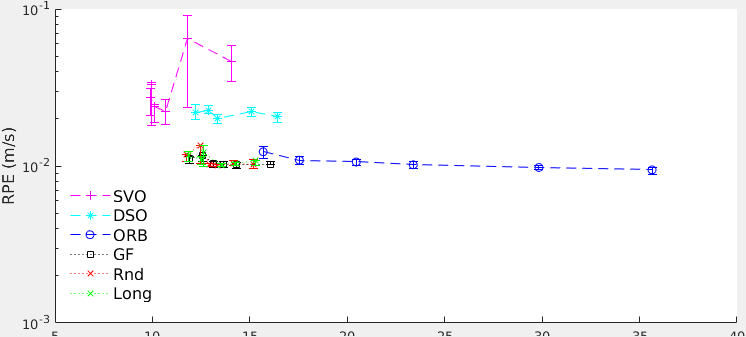 10-1
10-2
10-3
RPE (m/s)
SVO
DSO
ORB
GF
Rnd
Long
5 10 15 20 25 30 35 40